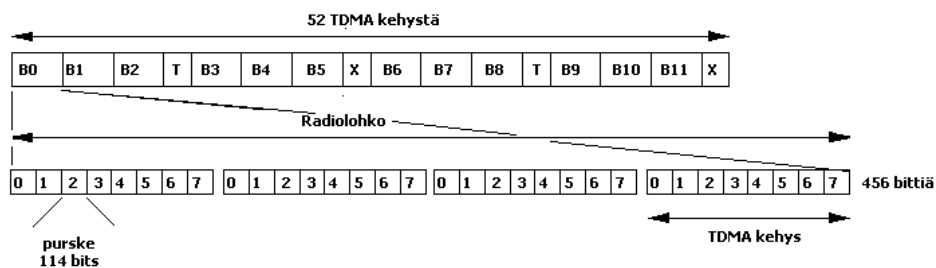 52 TDMA kehystä
B0 B1 B2 T B3 B4 B5 X B6 B7 B8 T B9 B10 B11 X
Radiolohko
0 1 2 3 4 5 6 7 0 1 2 3 4 5 6 7 0 1 2 3 4 5 6 7 0 1 2 3 4 5 6 7 456 bittiä
purske
114 bits
TDMA kehys